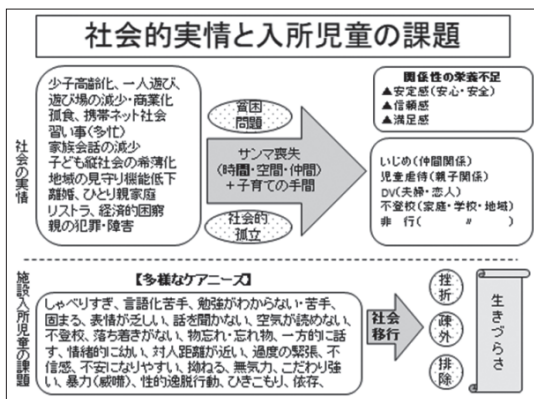 社会的実情と入所児童の課題
社会の実情
少子高齢化、一人遊び、
遊び場の減少・商業化
孤食、携帯ネット社会
習い事(多忙)
家族会話の減少
子ども縦社会の希薄化
地域の見守り機能低下
離婚、ひとり親家庭
リストラ、経済的困窮
親の犯罪・障害
貧困
問題
サンマ喪失
(時間・空間・仲間)
+子育ての手間
社会的
孤立
関係性の栄養不足
▲安定感(安心・安全)
▲信頼感
▲満足感
いじめ(仲間関係)
児童虐待(親子関係)
DV(夫婦・恋人)
不登校(家庭・学校・地域)
非 行( 〃 )
施設入所児童の課題
【多様なケアニーズ】
しゃべりすぎ、言語化苦手、勉強がわからない・苦手、
固まる、表情が乏しい、話を聞かない、空気が読めない、
不登校、落ち着きがない、物忘れ・忘れ物、一方的に話
す、情緒的に幼い、対人距離が近い、過度の緊張、不
信感、不安になりやすい、拗ねる、無気力、こだわり強
い、暴力(威嚇)、性的逸脱行動、ひきこもり、依存、
社会
移行
挫折
疎外
排除
生きづらさ